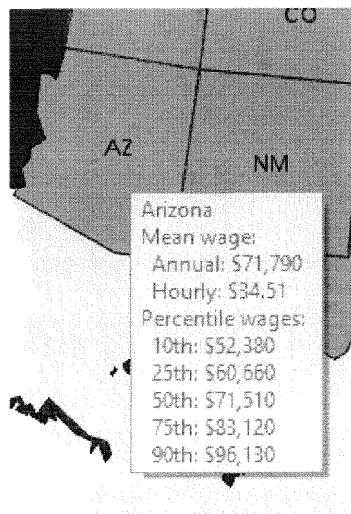 CO
AZ
NM
Arizona
Mean wage:
Annual: $71,790
Hourly: $34.51
Percentile wages:
10th: $52,380
25th: $60,660
50th: $71,510
75th: $83,120
90th: $96,130